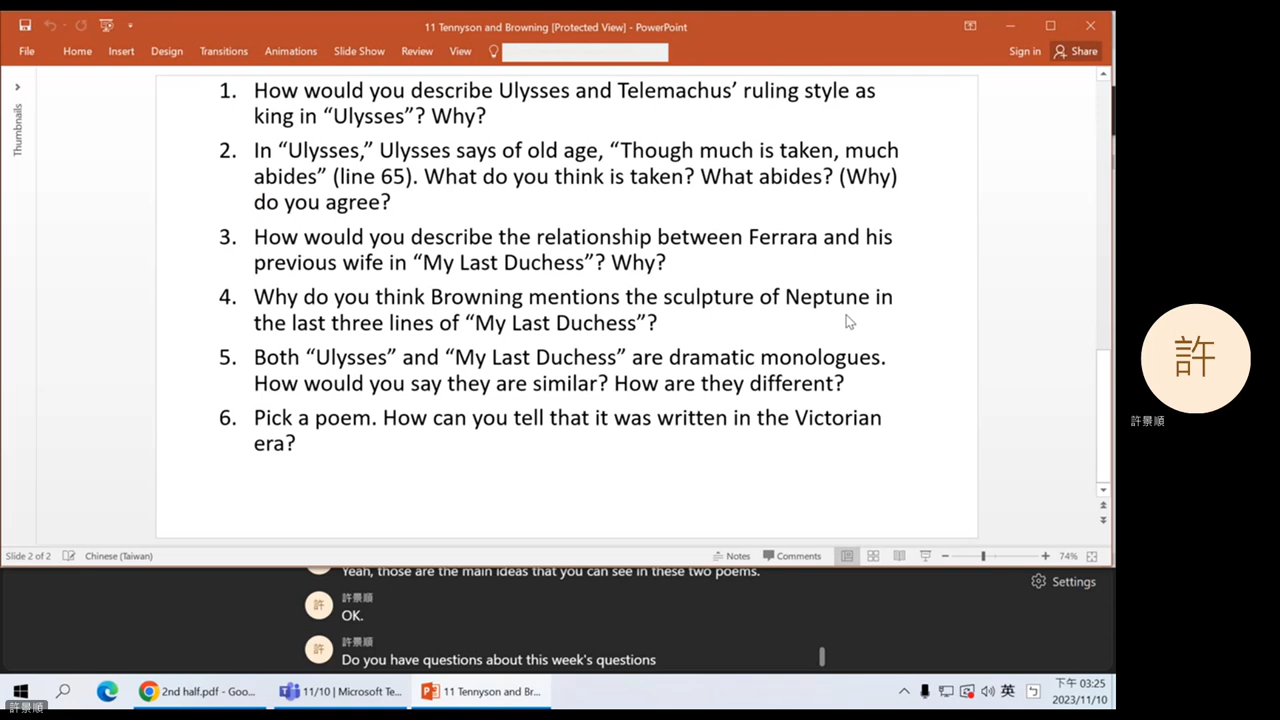 11 Tennyson and Browning [Protected View] - PowerPoint
File Home Insert Design Transitions Animations Slide Show Review View Sign in Share
Thumbnails
1. How would you describe Ulysses and Telemachus’ ruling style as
king in “Ulysses”? Why?
2. In “Ulysses,” Ulysses says of old age, “Though much is taken, much
abides” (line 65). What do you think is taken? What abides? (Why)
do you agree?
3. How would you describe the relationship between Ferrara and his
previous wife in “My Last Duchess”? Why?
4. Why do you think Browning mentions the sculpture of Neptune in
the last three lines of “My Last Duchess”?
5. Both “Ulysses” and “My Last Duchess” are dramatic monologues.
How would you say they are similar? How are they different?
6. Pick a poem. How can you tell that it was written in the Victorian
era?
許
許景順
Slide 2 of 2 Chinese (Taiwan) Notes Comments 74%
Yeah, those are the main ideas that you can see in these two poems.
Settings
許 許景順
OK.
許 許景順
Do you have questions about this week's questions
2nd half.pdf - Goo... 11/10 | Microsoft Te... 11 Tennyson and Br... 英 下午 03:25
2023/11/10
許景順